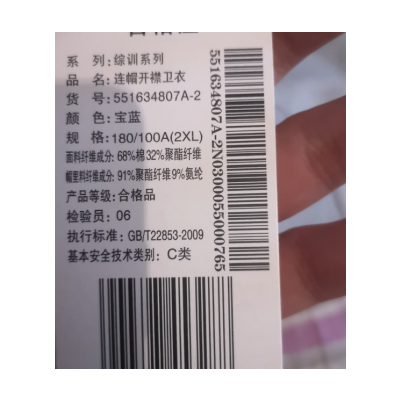 系 列: 综训系列
品 名: 连帽开襟卫衣
货 号: 551634807A-2
颜 色: 宝蓝
规 格: 180/100A(2XL)
面料纤维成分: 68%棉32%聚酯纤维
帽里料纤维成分: 91%聚酯纤维9%氨纶
产品等级: 合格品
检验员: 06
执行标准: GB/T22853-2009
基本安全技术类别: C类
551634807A-2N0300055000765